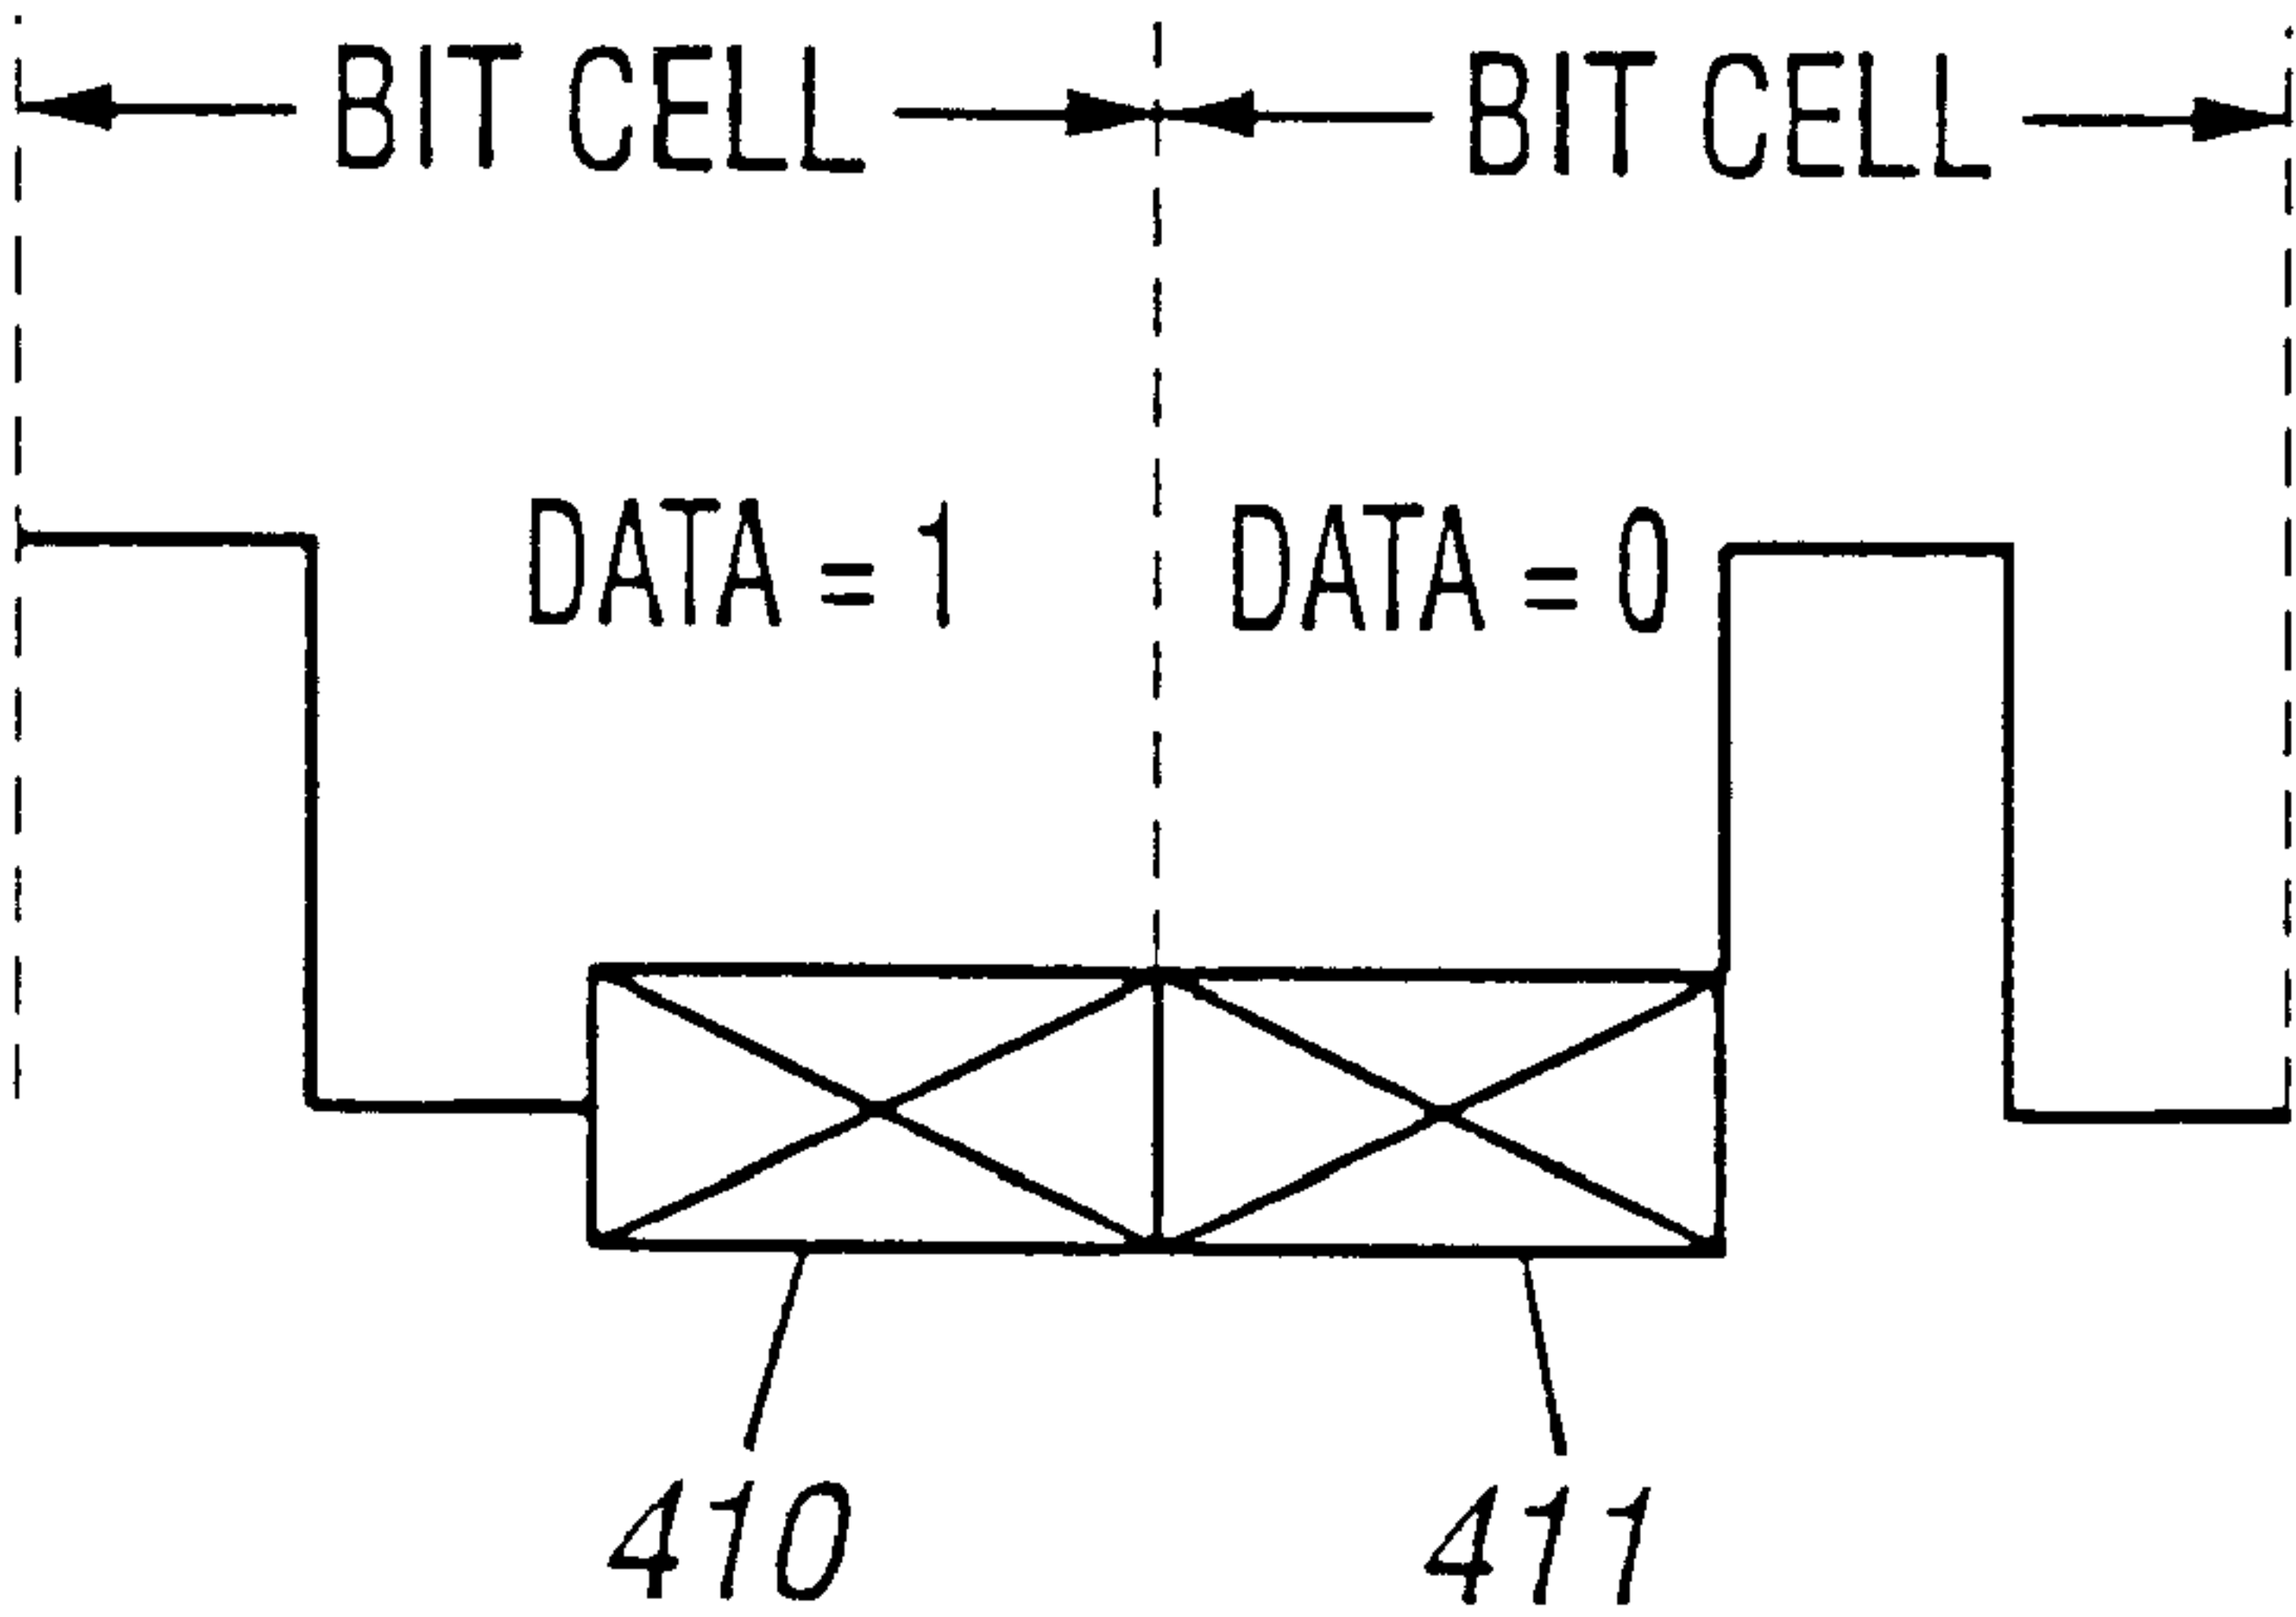 BIT CELL BIT CELL
DATA = 1 DATA = 0
410 411